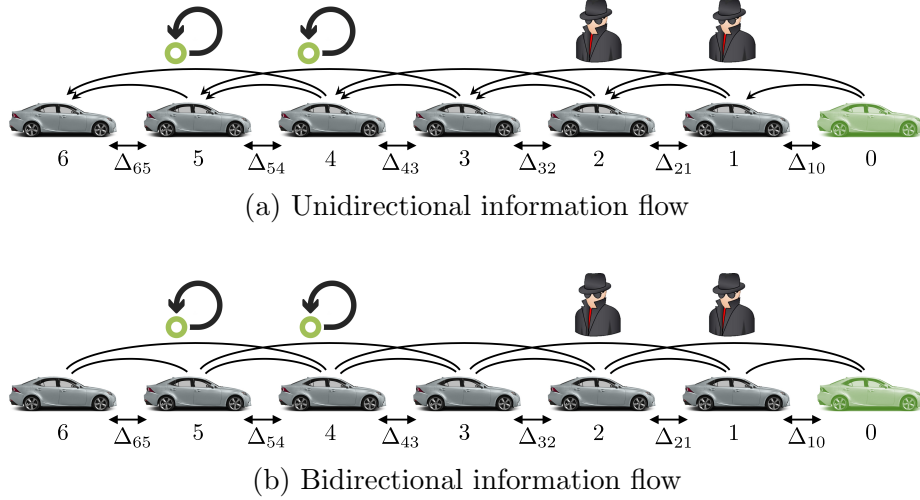 6 Δ65 5 Δ54 4 Δ43 3 Δ32 2 Δ21 1 Δ10 0
(a) Unidirectional information flow
6 Δ65 5 Δ54 4 Δ43 3 Δ32 2 Δ21 1 Δ10 0
(b) Bidirectional information flow